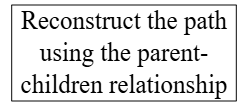 Reconstruct the path
using the parent-
children relationship